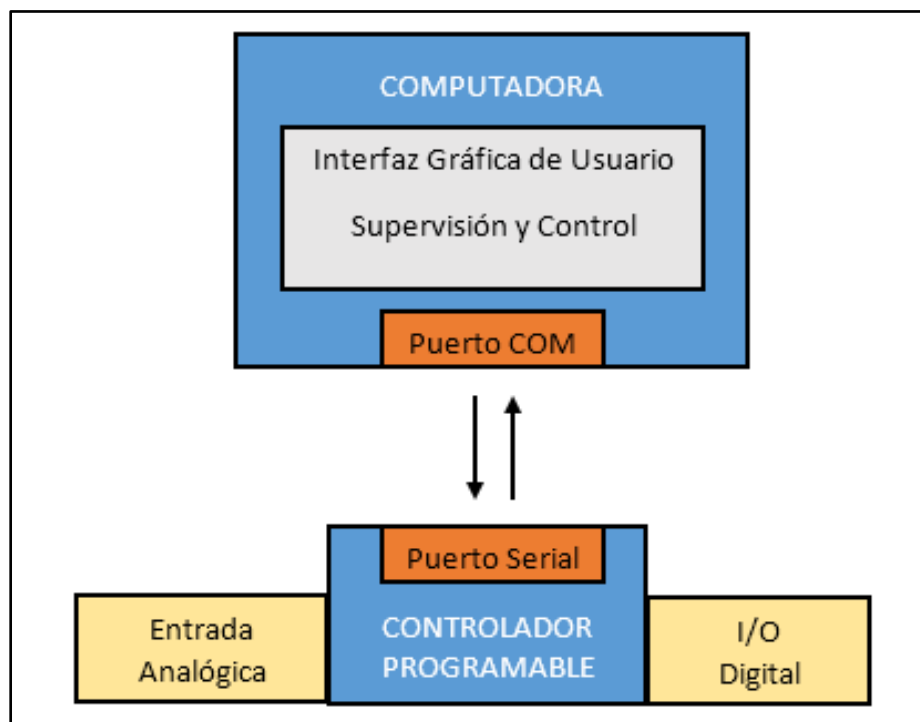 COMPUTADORA
Interfaz Gráfica de Usuario
Supervisión y Control
Puerto COM
Puerto Serial
Entrada
Analógica
CONTROLADOR
PROGRAMABLE
I/O
Digital